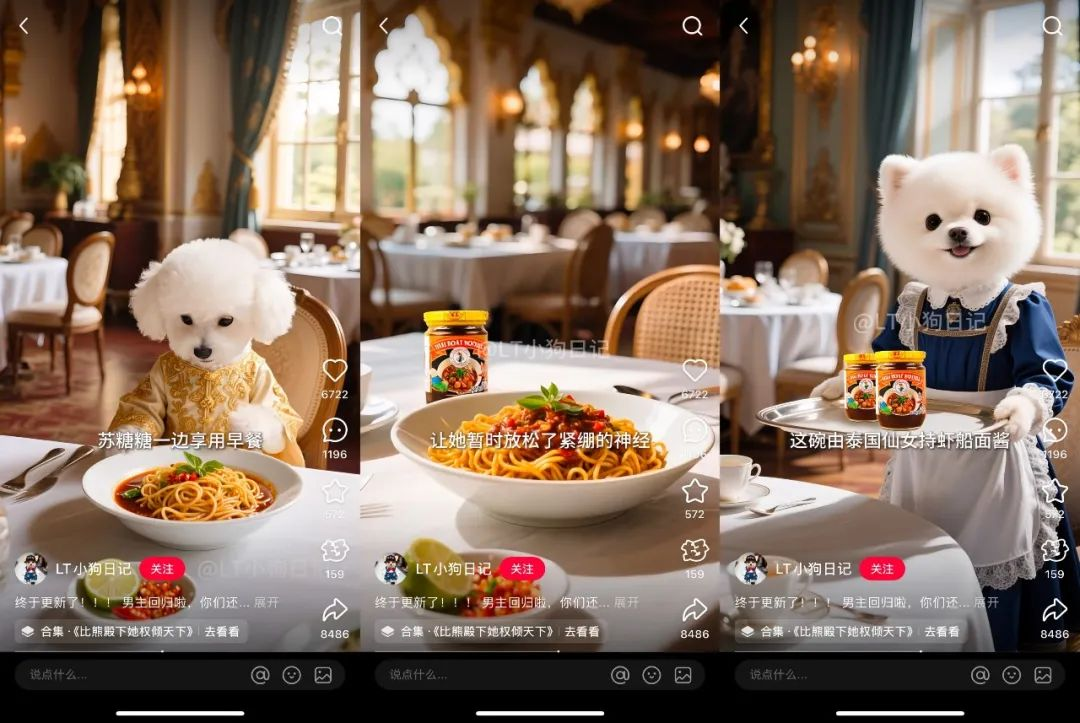 苏糖糖一边享用早餐
6722
1196
572
159
8486
@LT小狗日记
LT小狗日记
关注
终于更新了！！！ 男主回归啦，你们还... 展开
合集·《比熊殿下她权倾天下》 去看看
说点什么...
THAI BOAT NOODLE
@LT小狗日记
让她暂时放松了紧绷的神经
6722
572
159
8486
LT小狗日记
关注
终于更新了！！！ 男主回归啦，你们还... 展开
合集·《比熊殿下她权倾天下》 去看看
说点什么...
@LT小狗日记
这碗由泰国仙女持虾船面酱
6722
1196
572
159
8486
LT小狗日记
关注
终于更新了！！！ 男主回归啦，你们还... 展开
合集·《比熊殿下她权倾天下》 去看看
说点什么...